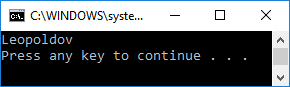 C:\WINDOWS\syste...
Leopoldov
Press any key to continue . . .